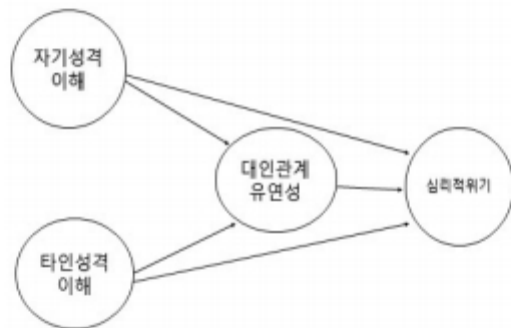 자기성격
이해
대인관계
유연성
심리적위기
타인성격
이해